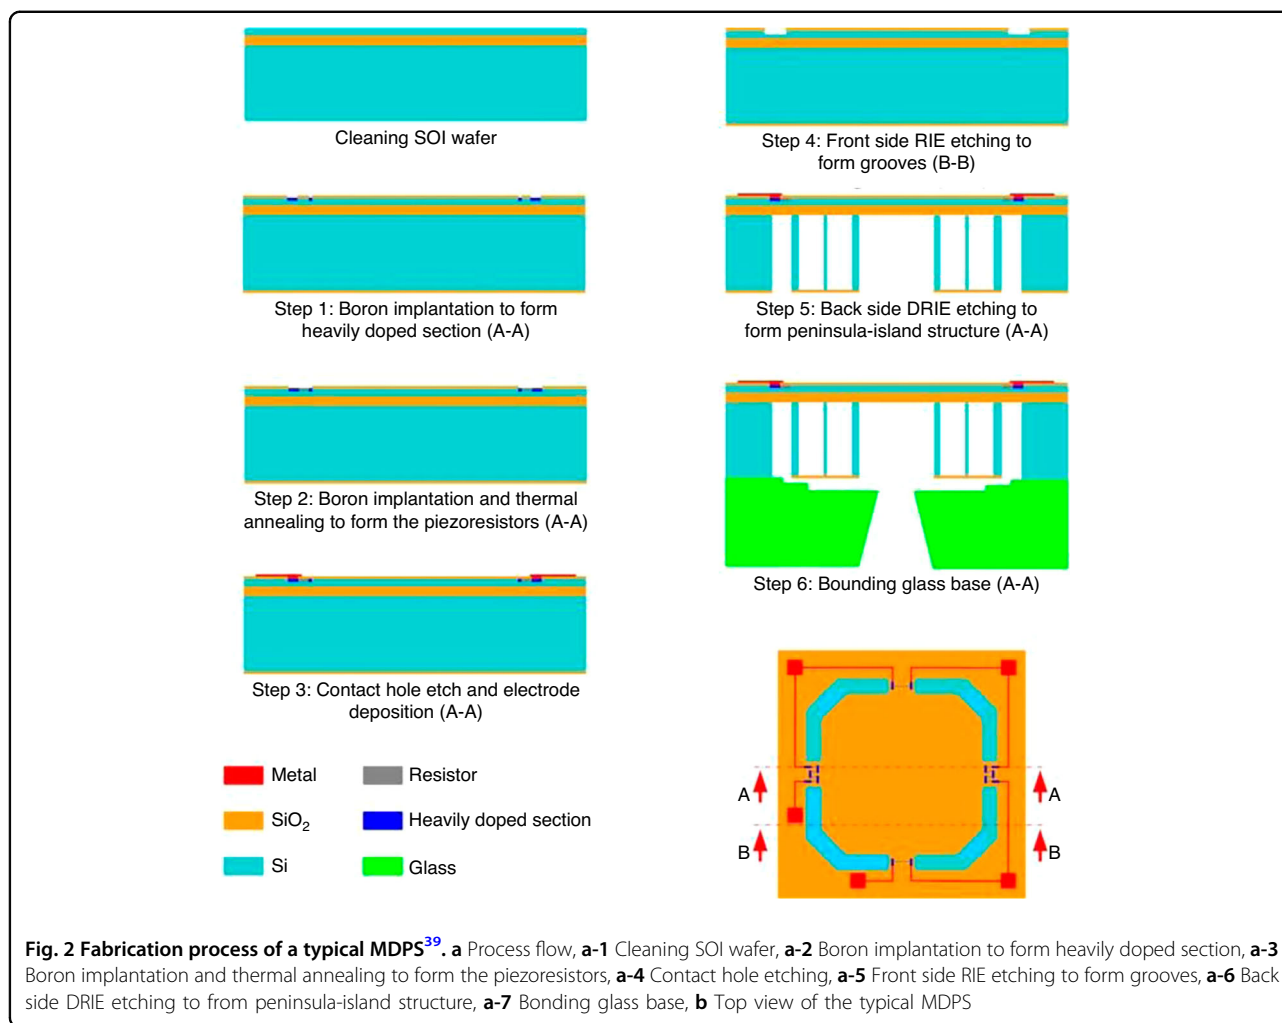 Cleaning SOI wafer
Step 1: Boron implantation to form
heavily doped section (A-A)
Step 2: Boron implantation and thermal
annealing to form the piezoresistors (A-A)
Step 3: Contact hole etch and electrode
deposition (A-A)
Step 4: Front side RIE etching to
form grooves (B-B)
Step 5: Back side DRIE etching to
form peninsula-island structure (A-A)
Step 6: Bounding glass base (A-A)
Metal
Resistor
SiO2
Heavily doped section
Si
Glass
A
A
B
B
Fig. 2 Fabrication process of a typical MDPS39. a Process flow, a-1 Cleaning SOI wafer, a-2 Boron implantation to form heavily doped section, a-3
Boron implantation and thermal annealing to form the piezoresistors, a-4 Contact hole etching, a-5 Front side RIE etching to form grooves, a-6 Back
side DRIE etching to from peninsula-island structure, a-7 Bonding glass base, b Top view of the typical MDPS